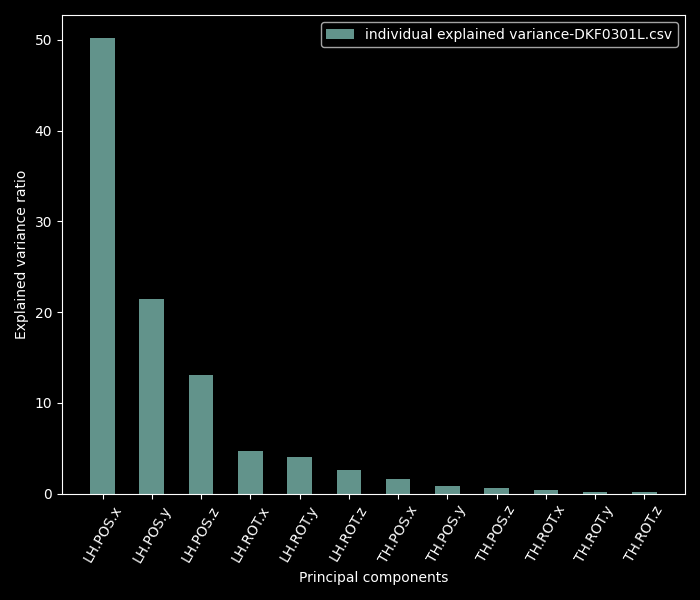 individual explained variance-DKF0301L.csv
Explained variance ratio
50
40
30
20
10
0
LH.POS.x
LH.POS.y
LH.POS.z
LH.ROT.x
LH.ROT.y
LH.ROT.z
TH.POS.x
TH.POS.y
TH.POS.z
TH.ROT.x
TH.ROT.y
TH.ROT.z
Principal components